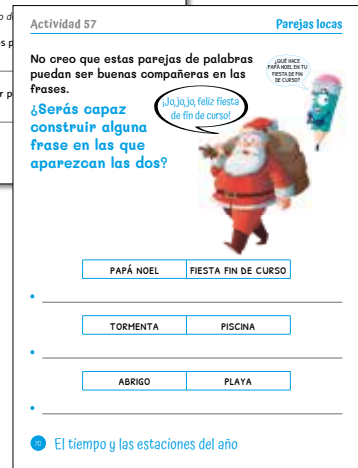 Actividad 57
Parejas locas
No creo que estas parejas de palabras
puedan ser buenas compañeras en las
frases.
¿QUÉ HACE
PAPÁ NOEL EN TU
FIESTA DE FIN
DE CURSO?
¿Serás capaz
construir alguna
frase en las que
aparezcan las dos?
¡Jo,jo,jo, feliz fiesta
de fin de curso!
PAPÁ NOEL
FIESTA FIN DE CURSO
TORMENTA
PISCINA
ABRIGO
PLAYA
70 El tiempo y las estaciones del año